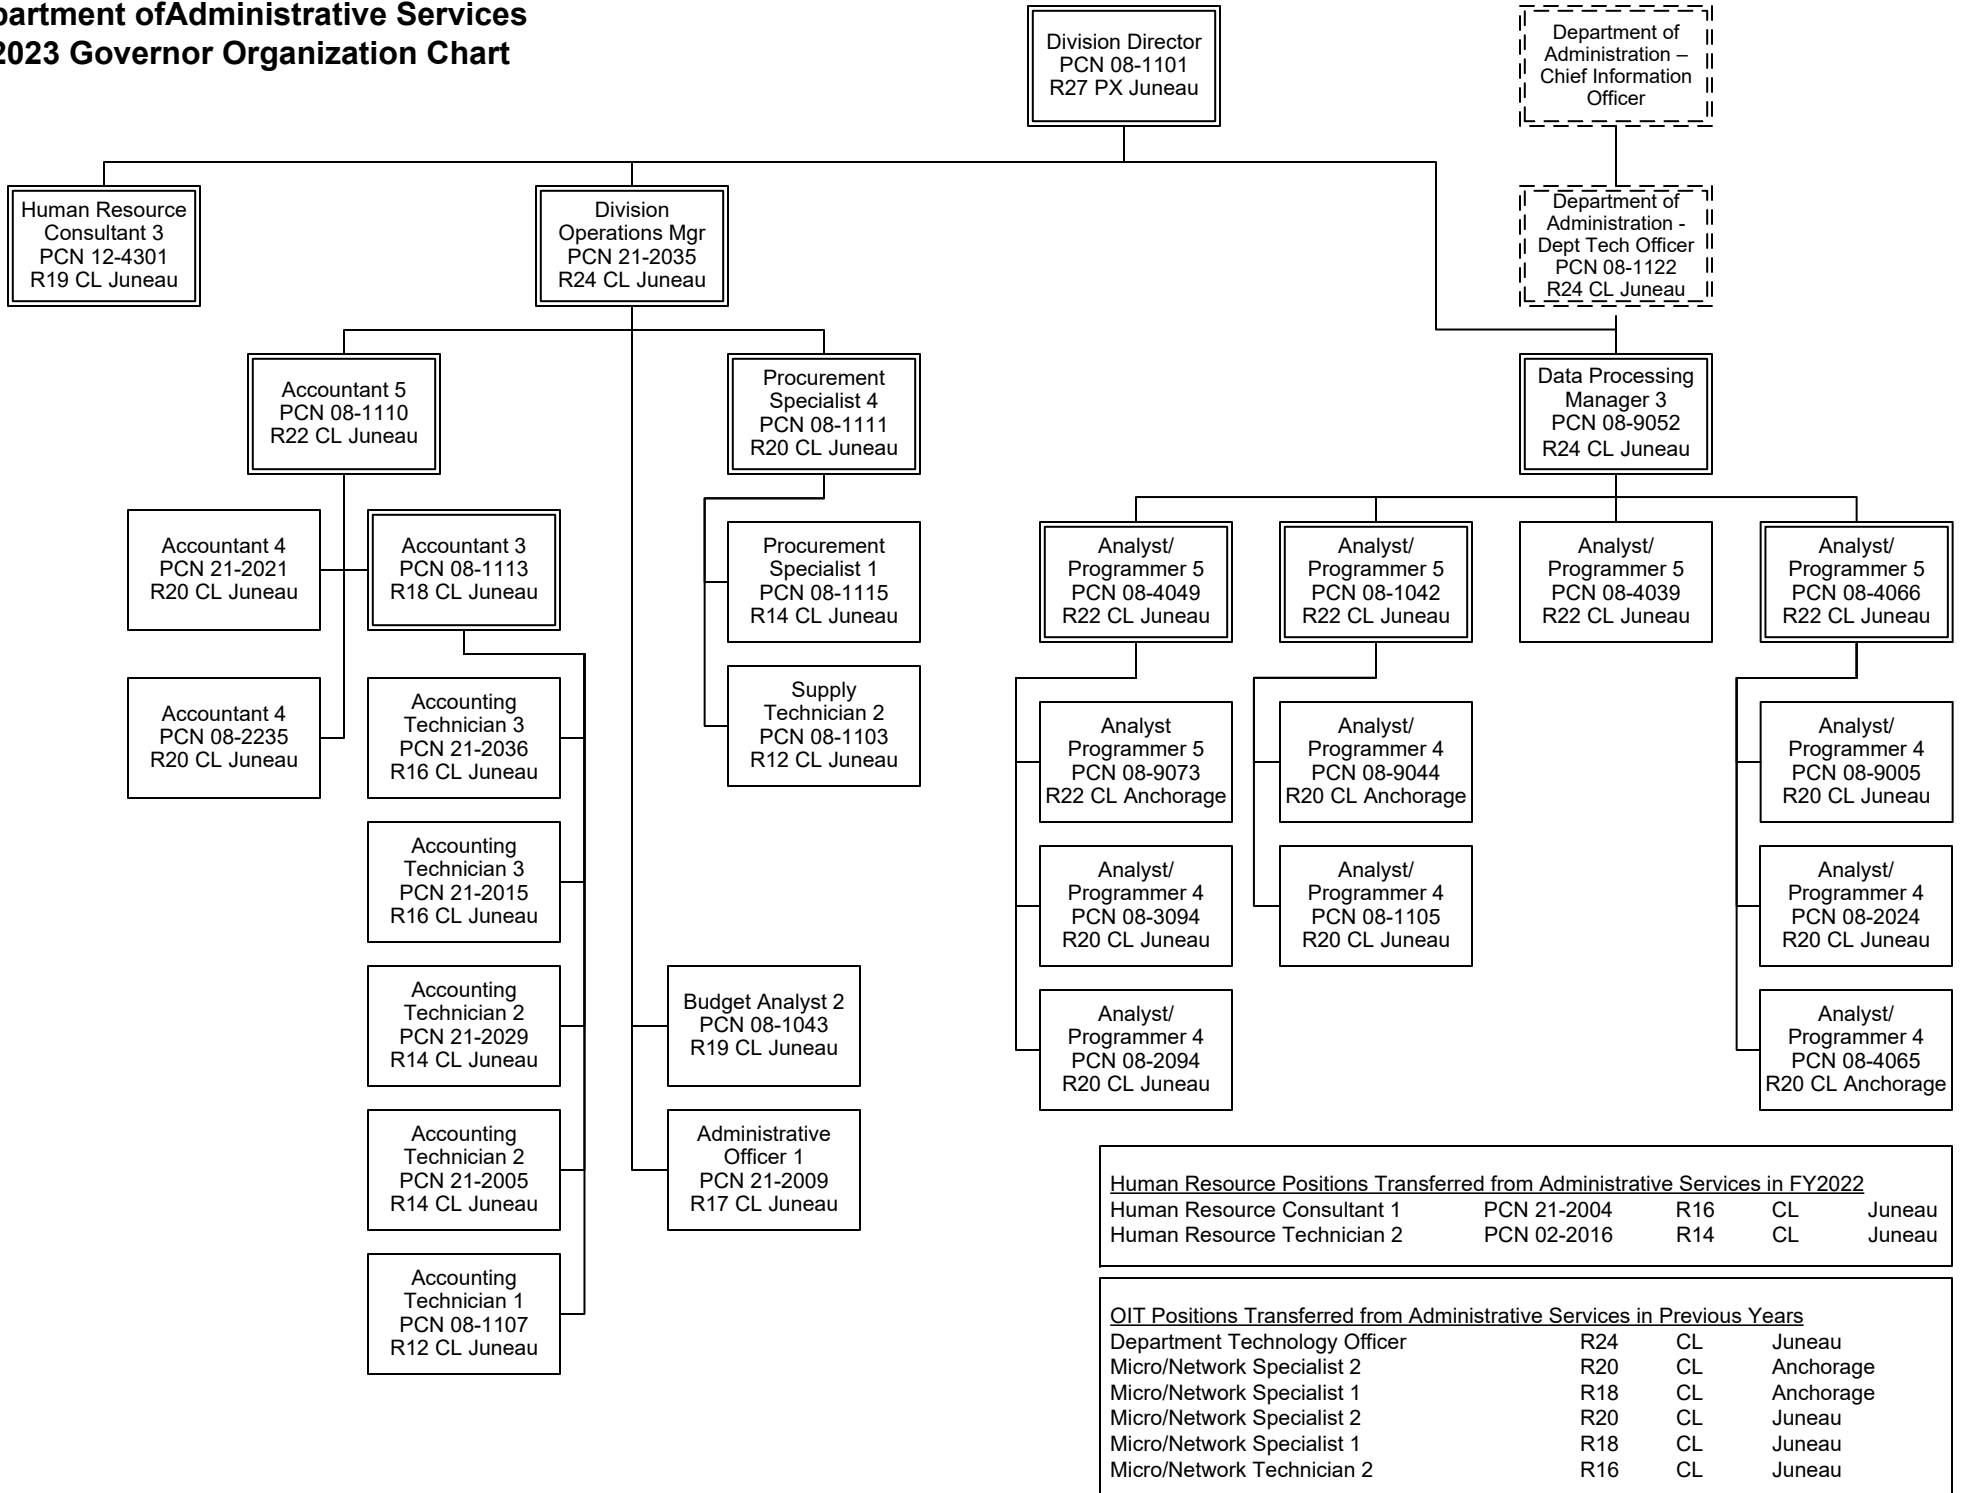 partment ofAdministrative Services
2023 Governor Organization Chart
Division Director
PCN 08-1101
R27 PX Juneau
Department of
Administration –
Chief Information
Officer
Human Resource
Consultant 3
PCN 12-4301
R19 CL Juneau
Division
Operations Mgr
PCN 21-2035
R24 CL Juneau
Department of
Administration -
Dept Tech Officer
PCN 08-1122
R24 CL Juneau
Accountant 5
PCN 08-1110
R22 CL Juneau
Procurement
Specialist 4
PCN 08-1111
R20 CL Juneau
Data Processing
Manager 3
PCN 08-9052
R24 CL Juneau
Accountant 4
PCN 21-2021
R20 CL Juneau
Accountant 3
PCN 08-1113
R18 CL Juneau
Procurement
Specialist 1
PCN 08-1115
R14 CL Juneau
Analyst/
Programmer 5
PCN 08-4049
R22 CL Juneau
Analyst/
Programmer 5
PCN 08-1042
R22 CL Juneau
Analyst/
Programmer 5
PCN 08-4039
R22 CL Juneau
Analyst/
Programmer 5
PCN 08-4066
R22 CL Juneau
Accountant 4
PCN 08-2235
R20 CL Juneau
Accounting
Technician 3
PCN 21-2036
R16 CL Juneau
Supply
Technician 2
PCN 08-1103
R12 CL Juneau
Analyst
Programmer 5
PCN 08-9073
R22 CL Anchorage
Analyst/
Programmer 4
PCN 08-9044
R20 CL Anchorage
Analyst/
Programmer 4
PCN 08-9005
R20 CL Juneau
Accounting
Technician 3
PCN 21-2015
R16 CL Juneau
Analyst/
Programmer 4
PCN 08-3094
R20 CL Juneau
Analyst/
Programmer 4
PCN 08-1105
R20 CL Juneau
Analyst/
Programmer 4
PCN 08-2024
R20 CL Juneau
Accounting
Technician 2
PCN 21-2029
R14 CL Juneau
Budget Analyst 2
PCN 08-1043
R19 CL Juneau
Analyst/
Programmer 4
PCN 08-2094
R20 CL Juneau
Analyst/
Programmer 4
PCN 08-4065
R20 CL Anchorage
Accounting
Technician 2
PCN 21-2005
R14 CL Juneau
Administrative
Officer 1
PCN 21-2009
R17 CL Juneau
Accounting
Technician 1
PCN 08-1107
R12 CL Juneau
Human Resource Positions Transferred from Administrative Services in FY2022
Human Resource Consultant 1 PCN 21-2004 R16 CL Juneau
Human Resource Technician 2 PCN 02-2016 R14 CL Juneau
OIT Positions Transferred from Administrative Services in Previous Years
Department Technology Officer R24 CL Juneau
Micro/Network Specialist 2 R20 CL Anchorage
Micro/Network Specialist 1 R18 CL Anchorage
Micro/Network Specialist 2 R20 CL Juneau
Micro/Network Specialist 1 R18 CL Juneau
Micro/Network Technician 2 R16 CL Juneau